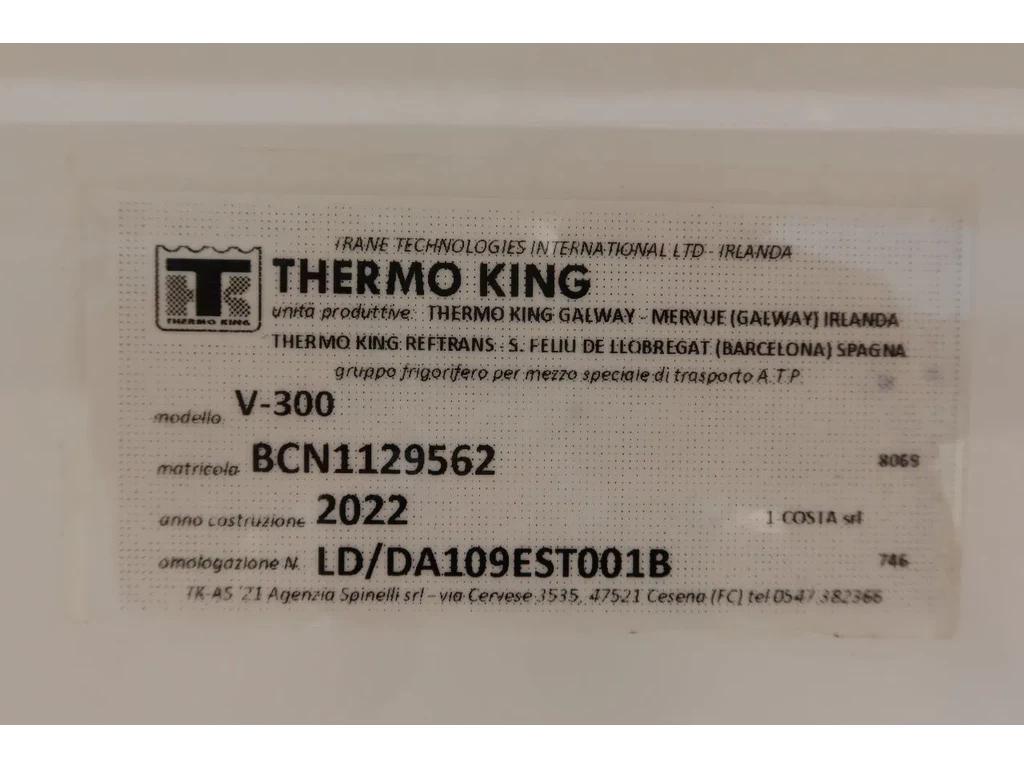 TRANE TECHNOLOGIES INTERNATIONAL LTD - IRLANDA
THERMO KING
THERMO KING
unità produttive: THERMO KING GALWAY - MERVUE (GALWAY) IRLANDA
THERMO KING REFTRANS - S. FELIU DE LLOBREGAT (BARCELONA) SPAGNA
gruppo frigorifero per mezzo speciale di trasporto A.T.P.
modello V-300
matricola BCN1129562
anno costruzione 2022 1-COSTA srl
omologazione N. LD/DA109EST001B 746
TK-AS '21 Agenzia Spinelli srl - via Cervese 3535, 47521 Cesena (FC) tel 0547 382366